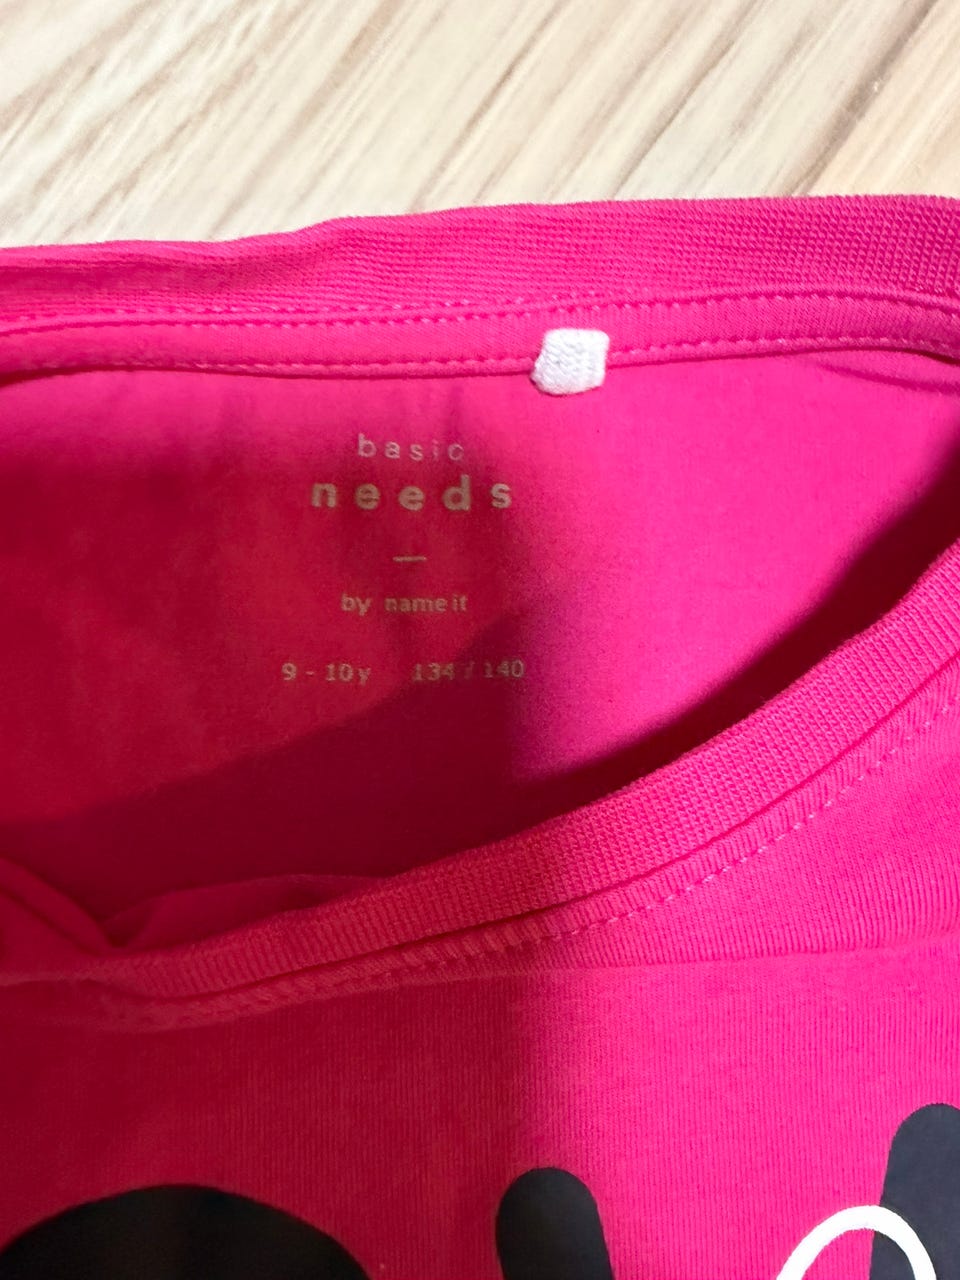 basic
needs
—
by name it
9 - 10y 134 / 140